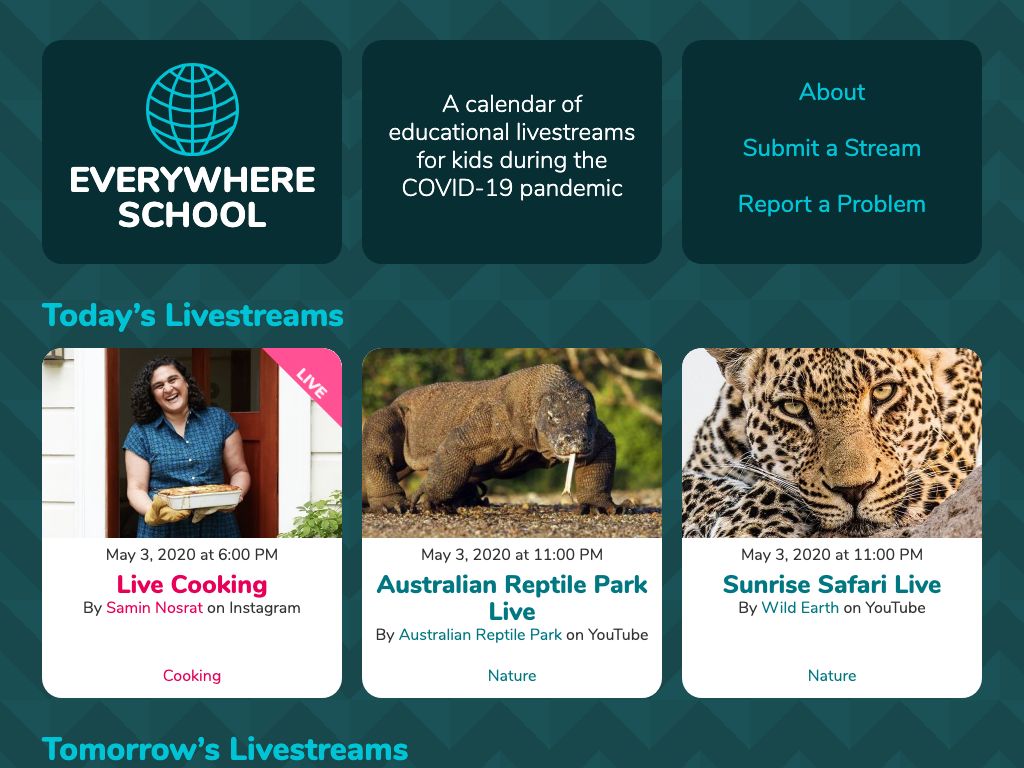 EVERYWHERE
SCHOOL
A calendar of
educational livestreams
for kids during the
COVID-19 pandemic
About
Submit a Stream
Report a Problem
Today’s Livestreams
LIVE
May 3, 2020 at 6:00 PM
Live Cooking
By Samin Nosrat on Instagram
Cooking
May 3, 2020 at 11:00 PM
Australian Reptile Park
Live
By Australian Reptile Park on YouTube
Nature
May 3, 2020 at 11:00 PM
Sunrise Safari Live
By Wild Earth on YouTube
Nature
Tomorrow’s Livestreams